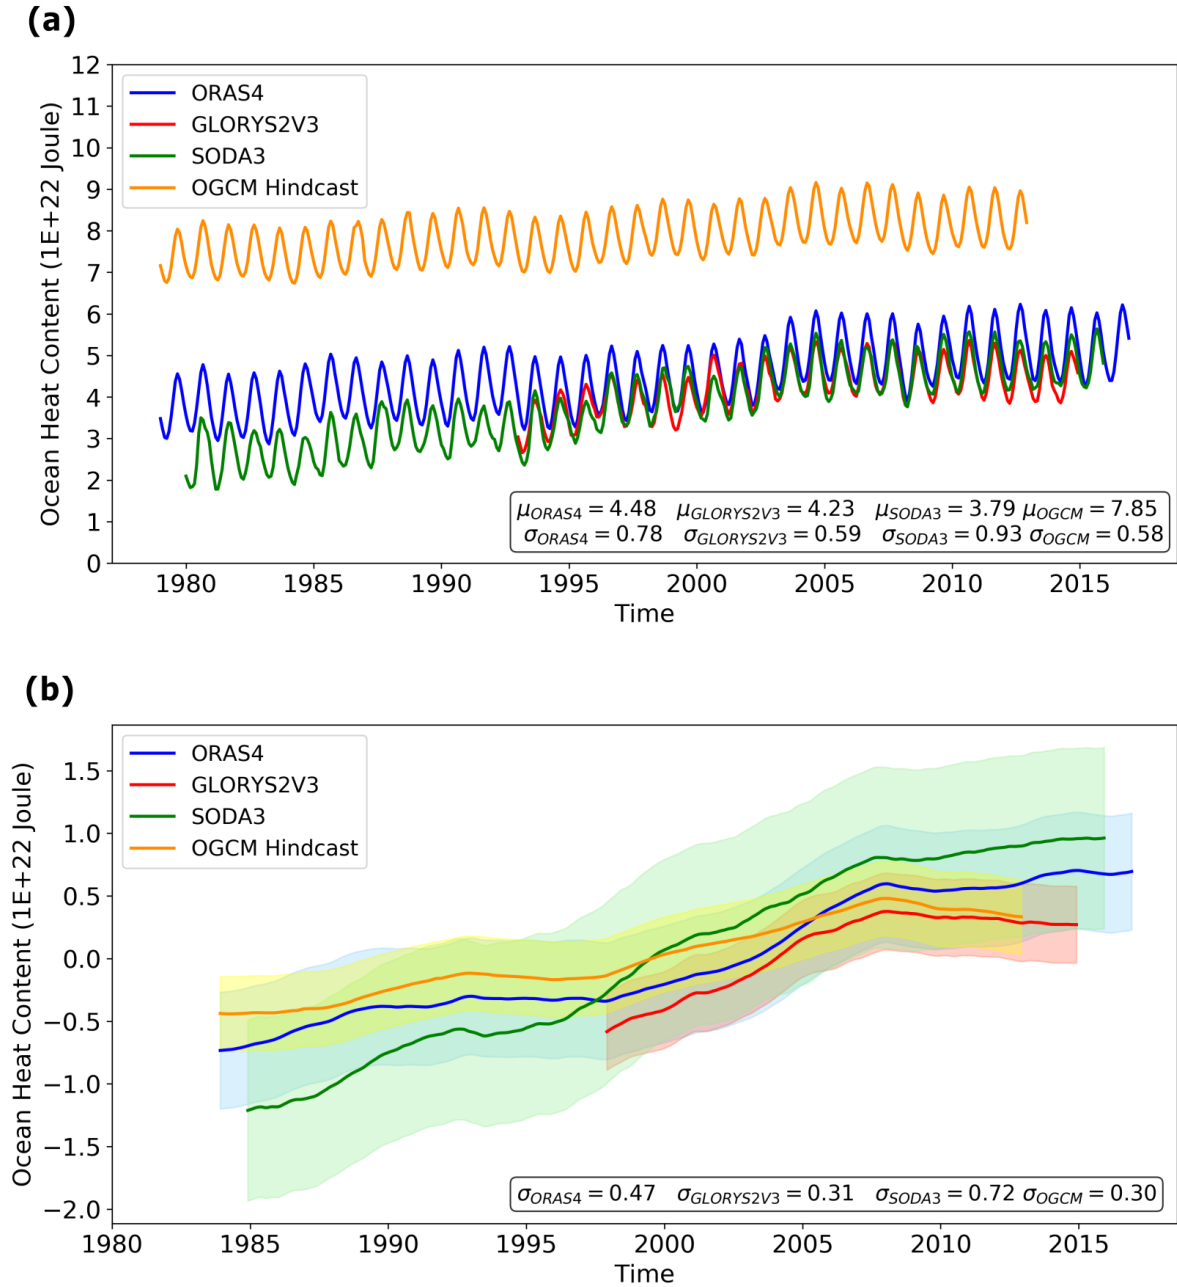 (a)
Ocean Heat Content (1E+22 Joule)
12
11
10
9
8
7
6
5
4
3
2
1
0
ORAS4
GLORYS2V3
SODA3
OGCM Hindcast
μORAS4 = 4.48 μGLORYS2V3 = 4.23 μSODA3 = 3.79 μOGCM = 7.85
σORAS4 = 0.78 σGLORYS2V3 = 0.59 σSODA3 = 0.93 σOGCM = 0.58
1980 1985 1990 1995 2000 2005 2010 2015
Time
(b)
Ocean Heat Content (1E+22 Joule)
1.5
1.0
0.5
0.0
−0.5
−1.0
−1.5
−2.0
ORAS4
GLORYS2V3
SODA3
OGCM Hindcast
σORAS4 = 0.47 σGLORYS2V3 = 0.31 σSODA3 = 0.72 σOGCM = 0.30
1980 1985 1990 1995 2000 2005 2010 2015
Time